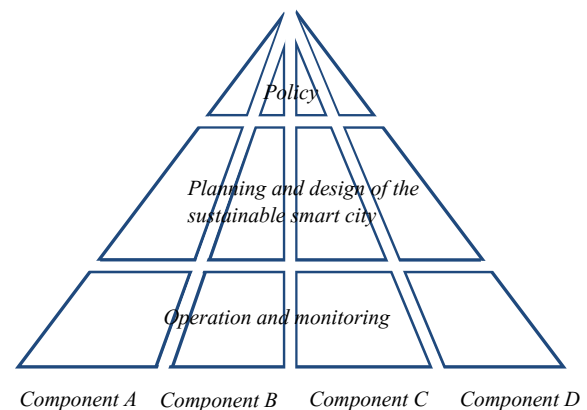 Policy
Planning and design of the
sustainable smart city
Operation and monitoring
Component A Component B Component C Component D